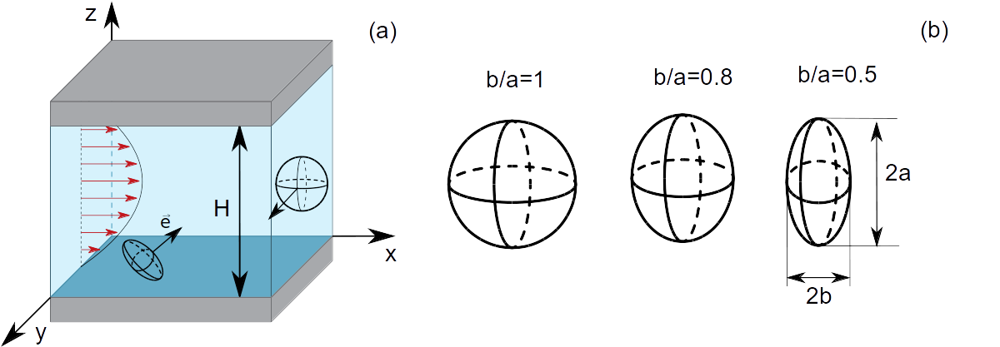 z
(a)
(b)
b/a=1
b/a=0.8
b/a=0.5
H
e⃗
x
y
2a
2b